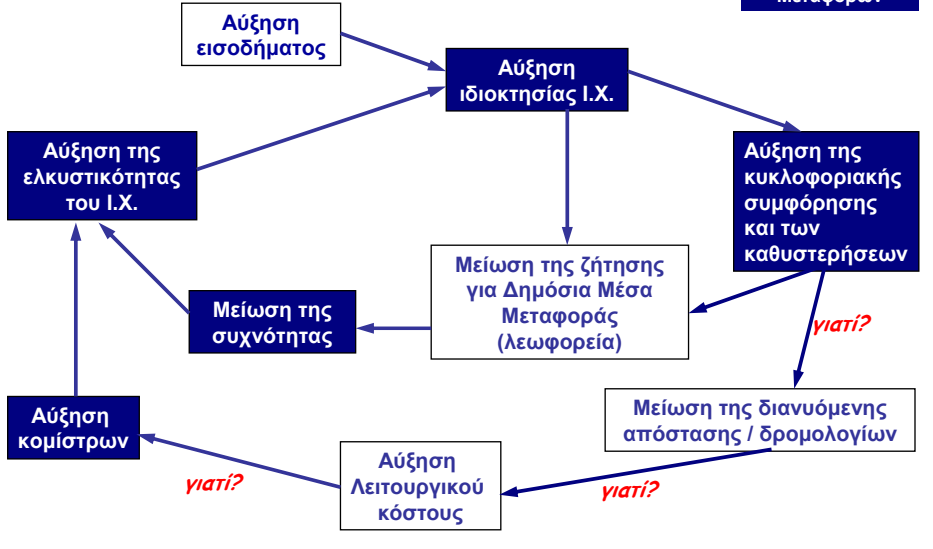 Αύξηση
εισοδήματος
Αύξηση
ιδιοκτησίας Ι.Χ.
Αύξηση της
ελκυστικότητας
του Ι.Χ.
Αύξηση της
κυκλοφοριακής
συμφόρησης
και των
καθυστερήσεων
Μείωση της ζήτησης
για Δημόσια Μέσα
Μεταφοράς
(λεωφορεία)
Μείωση της
συχνότητας
γιατί?
Μείωση της διανυόμενης
απόστασης / δρομολογίων
Αύξηση
κομίστρων
Αύξηση
Λειτουργικού
κόστους
γιατί?
γιατί?